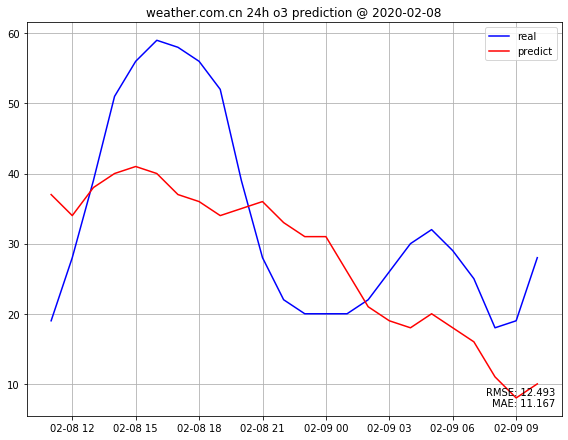 weather.com.cn 24h o3 prediction @ 2020-02-08
real
predict
60
50
40
30
20
10
RMSE: 12.493
MAE: 11.167
02-08 12 02-08 15 02-08 18 02-08 21 02-09 00 02-09 03 02-09 06 02-09 09